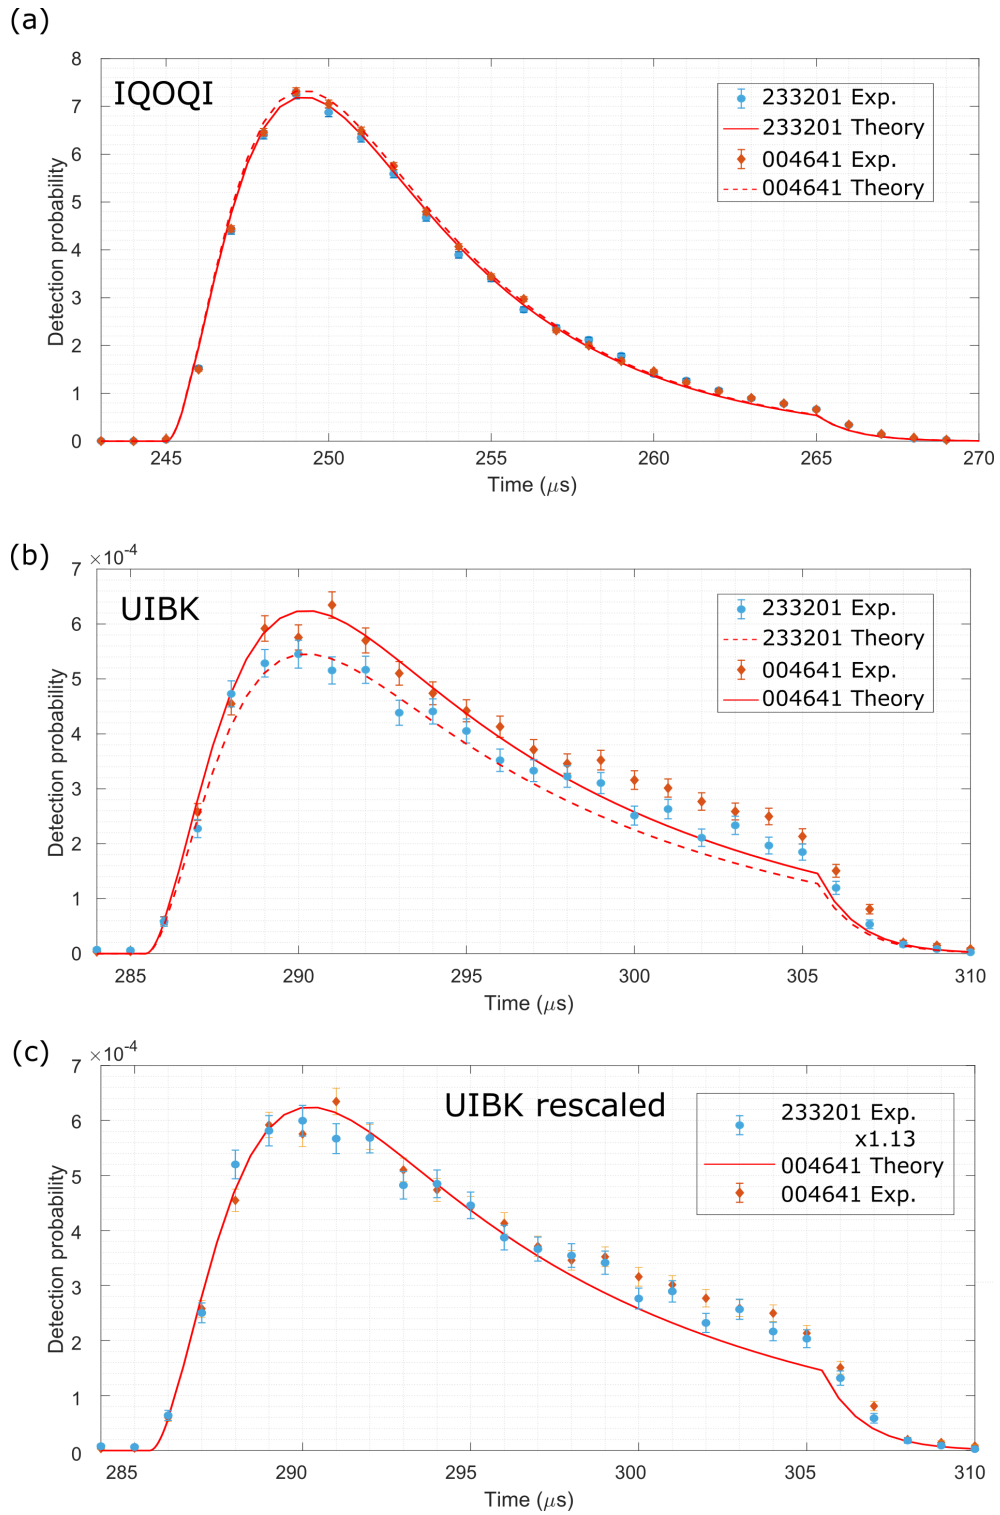 (a)
8
7
6
5
4
3
2
1
0
Detection probability
IQOQI
233201 Exp.
233201 Theory
004641 Exp.
004641 Theory
245
250
255
260
265
270
Time (μs)
(b)
×10⁻⁴
7
6
5
4
3
2
1
0
Detection probability
UIBK
233201 Exp.
233201 Theory
004641 Exp.
004641 Theory
285
290
295
300
305
310
Time (μs)
(c)
×10⁻⁴
7
6
5
4
3
2
1
0
Detection probability
UIBK rescaled
233201 Exp.
x1.13
004641 Theory
004641 Exp.
285
290
295
300
305
310
Time (μs)